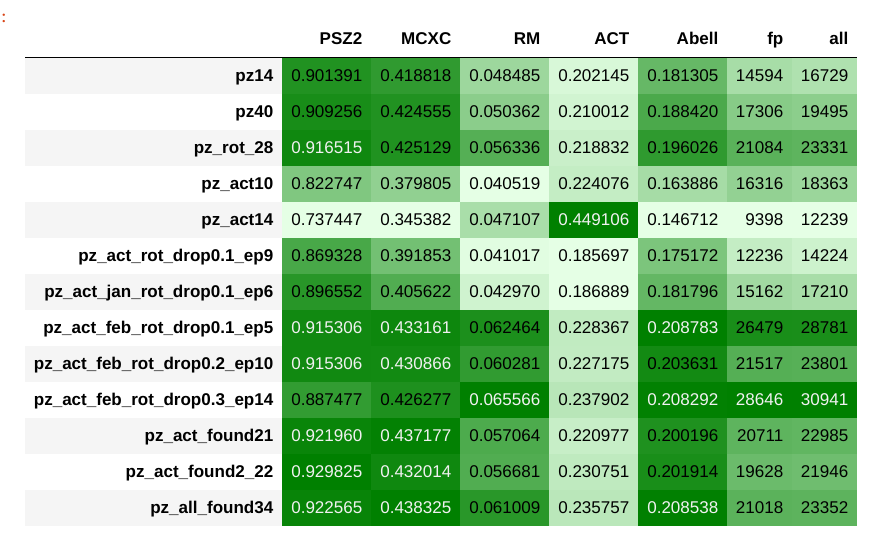 :
PSZ2 MCXC RM ACT Abell fp all
pz14 0.901391 0.418818 0.048485 0.202145 0.181305 14594 16729
pz40 0.909256 0.424555 0.050362 0.210012 0.188420 17306 19495
pz_rot_28 0.916515 0.425129 0.056336 0.218832 0.196026 21084 23331
pz_act10 0.822747 0.379805 0.040519 0.224076 0.163886 16316 18363
pz_act14 0.737447 0.345382 0.047107 0.449106 0.146712 9398 12239
pz_act_rot_drop0.1_ep9 0.869328 0.391853 0.041017 0.185697 0.175172 12236 14224
pz_act_jan_rot_drop0.1_ep6 0.896552 0.405622 0.042970 0.186889 0.181796 15162 17210
pz_act_feb_rot_drop0.1_ep5 0.915306 0.433161 0.062464 0.228367 0.208783 26479 28781
pz_act_feb_rot_drop0.2_ep10 0.915306 0.430866 0.060281 0.227175 0.203631 21517 23801
pz_act_feb_rot_drop0.3_ep14 0.887477 0.426277 0.065566 0.237902 0.208292 28646 30941
pz_act_found21 0.921960 0.437177 0.057064 0.220977 0.200196 20711 22985
pz_act_found2_22 0.929825 0.432014 0.056681 0.230751 0.201914 19628 21946
pz_all_found34 0.922565 0.438325 0.061009 0.235757 0.208538 21018 23352